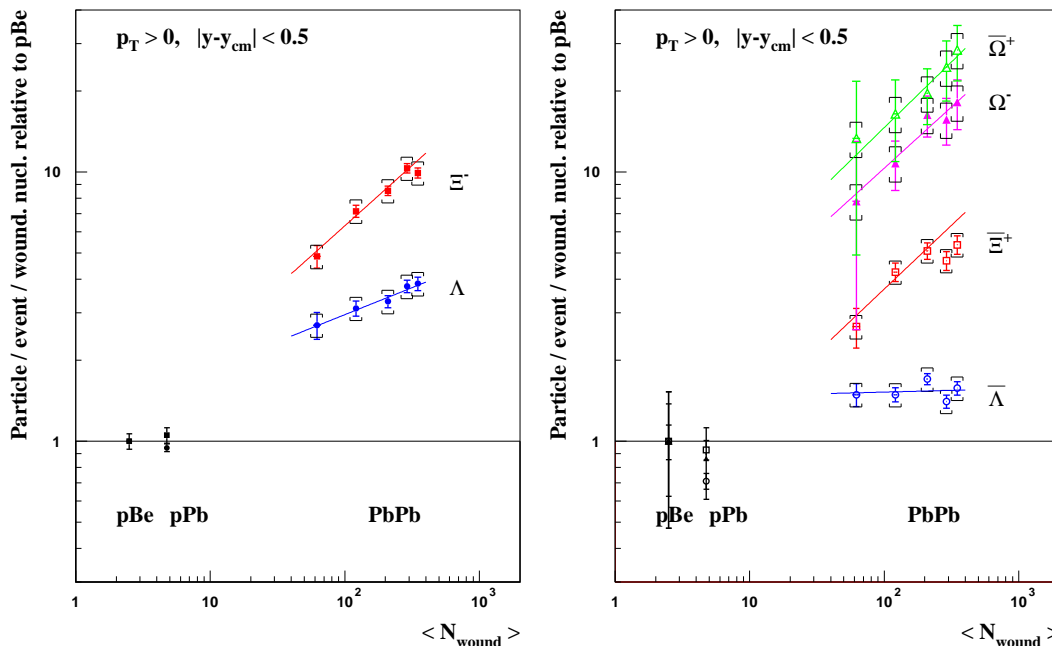 Particle / event / wound. nucl. relative to pBe
p_T > 0, |y-y_cm| < 0.5
10
1
Ξ⁻
Λ
pBe pPb PbPb
1 10 10² 10³
< N_wound >
Particle / event / wound. nucl. relative to pBe
p_T > 0, |y-y_cm| < 0.5
10
1
Ω̅⁺
Ω⁻
Ξ̅⁺
Λ̅
pBe pPb PbPb
1 10 10² 10³
< N_wound >